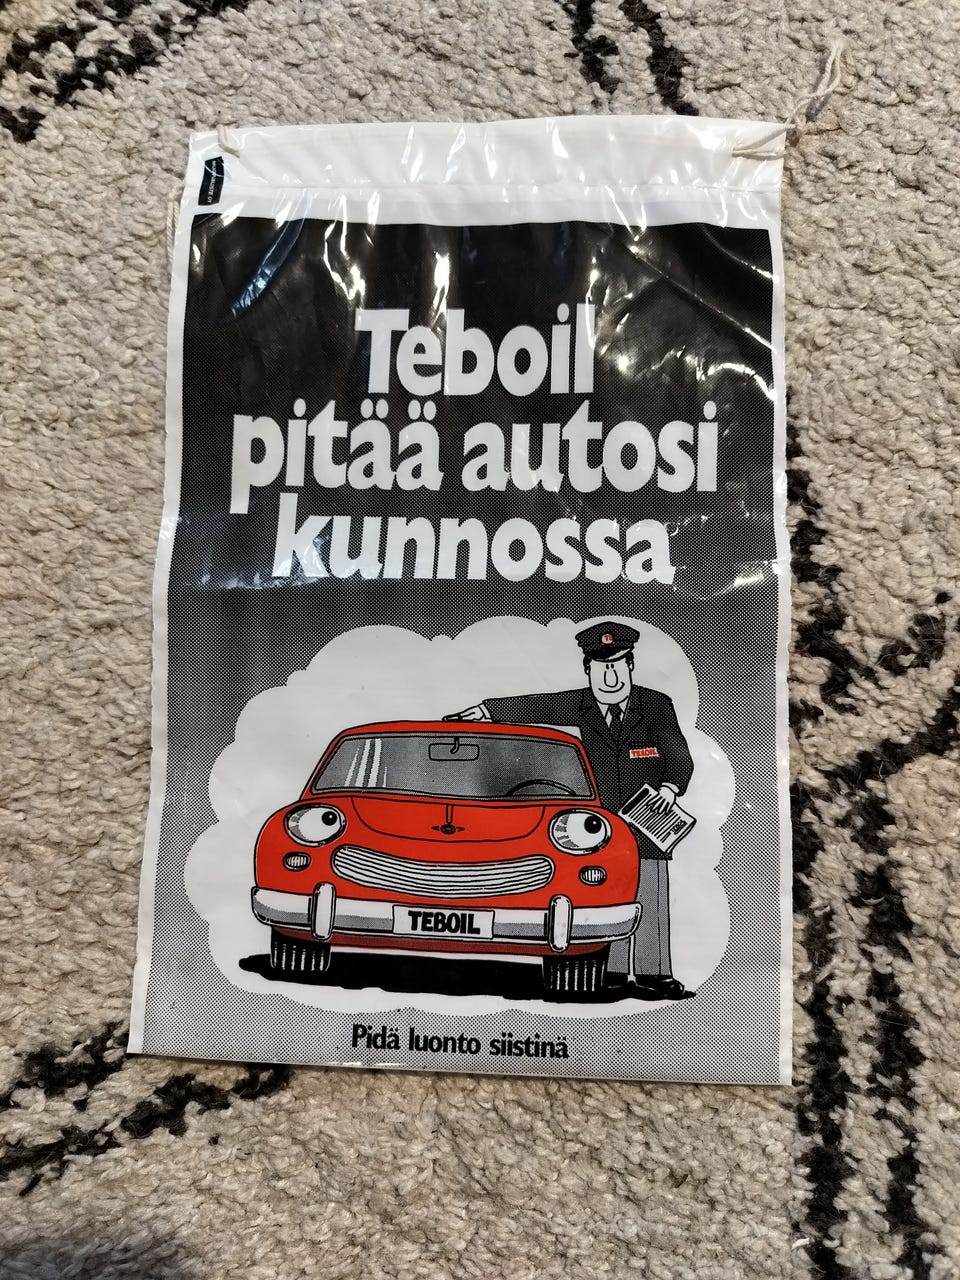 Teboil
pitää autosi
kunnossa
T
TEBOIL
TEBOIL
Pidä luonto siistinä